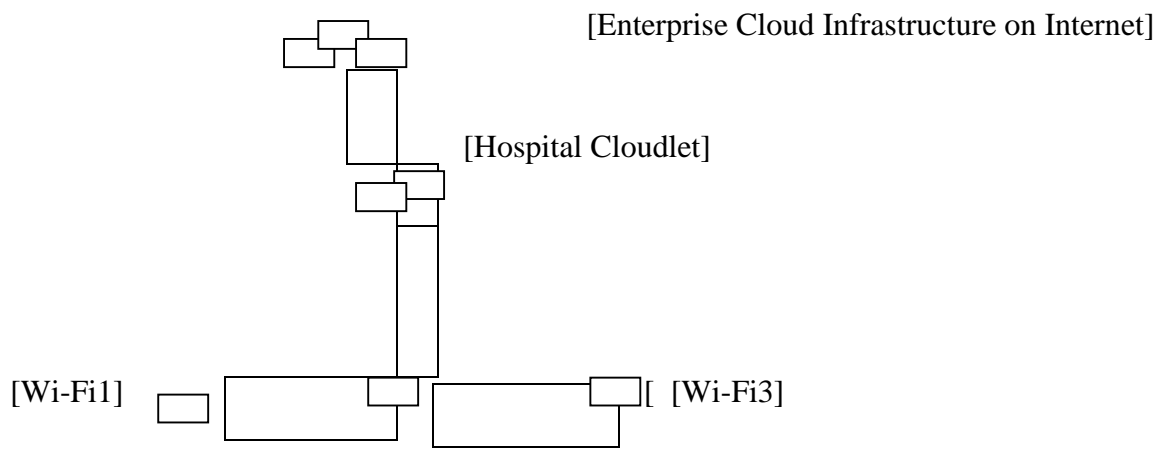 [Enterprise Cloud Infrastructure on Internet]
[Hospital Cloudlet]
[Wi-Fi1] [ [Wi-Fi3]